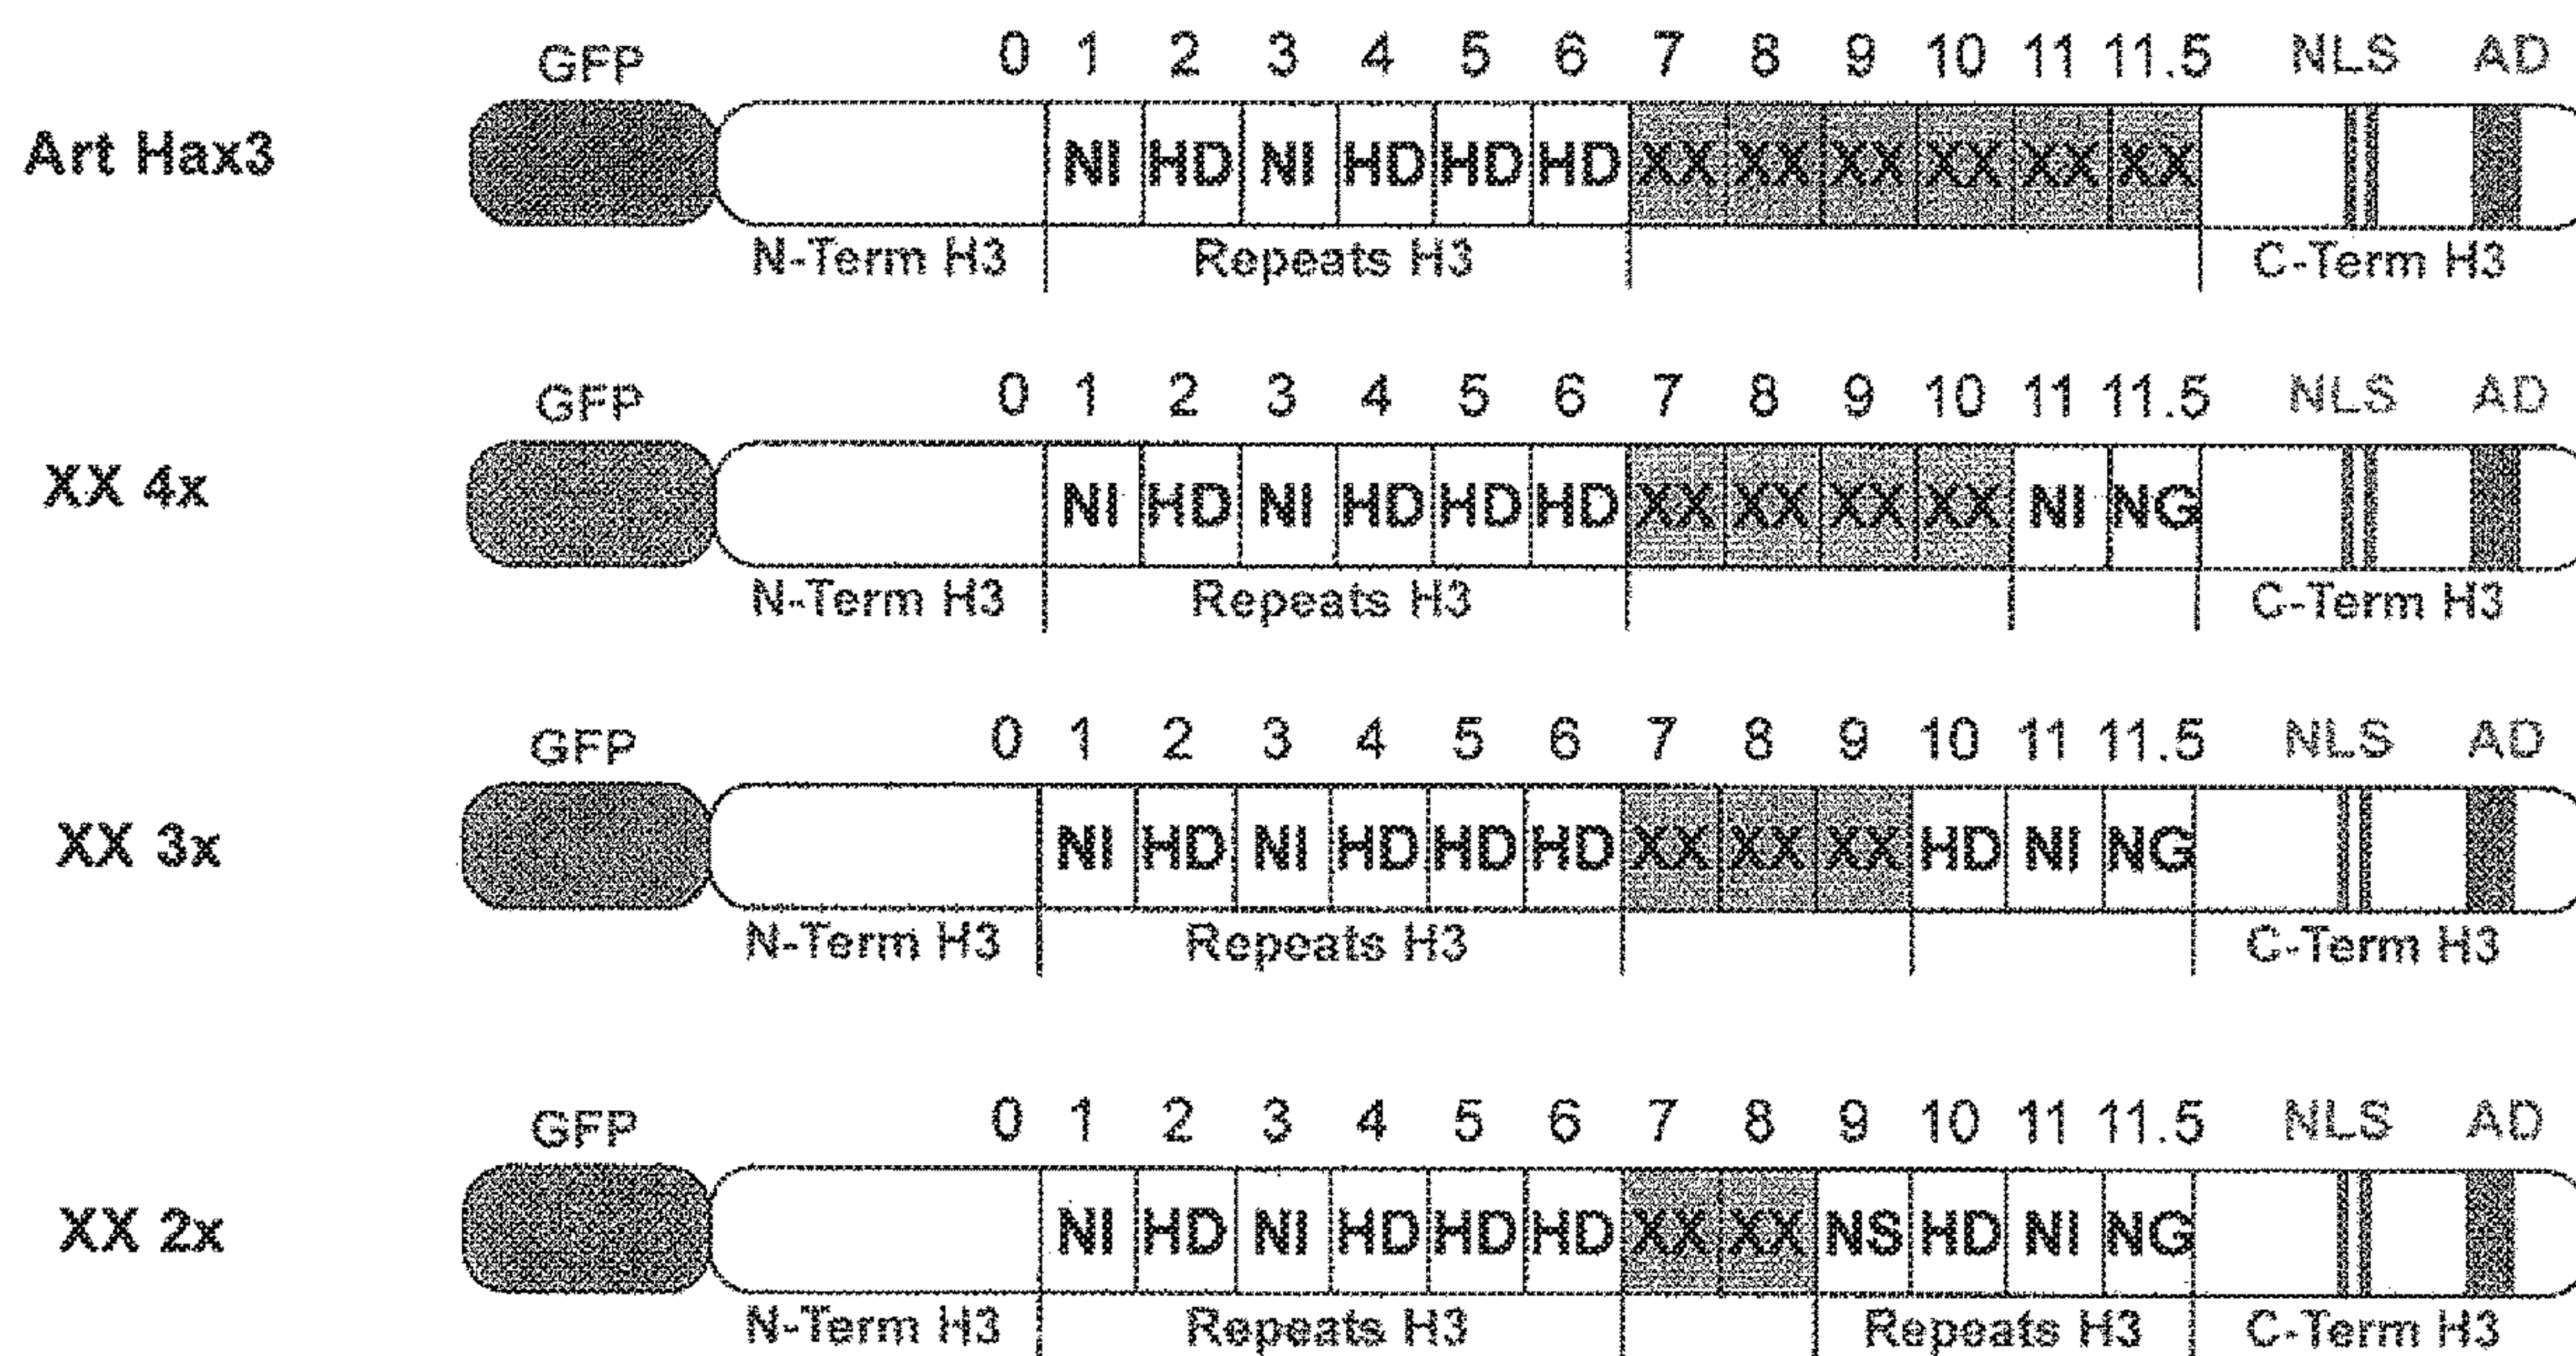 GFP 0 1 2 3 4 5 6 7 8 9 10 11 11.5 NLS AD
Art Hax3 NI HD NI HD HD HD XX XX XX XX XX XX
N-Term H3 Repeats H3 C-Term H3
GFP 0 1 2 3 4 5 6 7 8 9 10 11 11.5 NLS AD
XX 4x NI HD NI HD HD HD XX XX XX XX NI NG
N-Term H3 Repeats H3 C-Term H3
GFP 0 1 2 3 4 5 6 7 8 9 10 11 11.5 NLS AD
XX 3x NI HD NI HD HD HD XX XX XX HD NI NG
N-Term H3 Repeats H3 C-Term H3
GFP 0 1 2 3 4 5 6 7 8 9 10 11 11.5 NLS AD
XX 2x NI HD NI HD HD HD XX XX NS HD NI NG
N-Term H3 Repeats H3 Repeats H3 C-Term H3